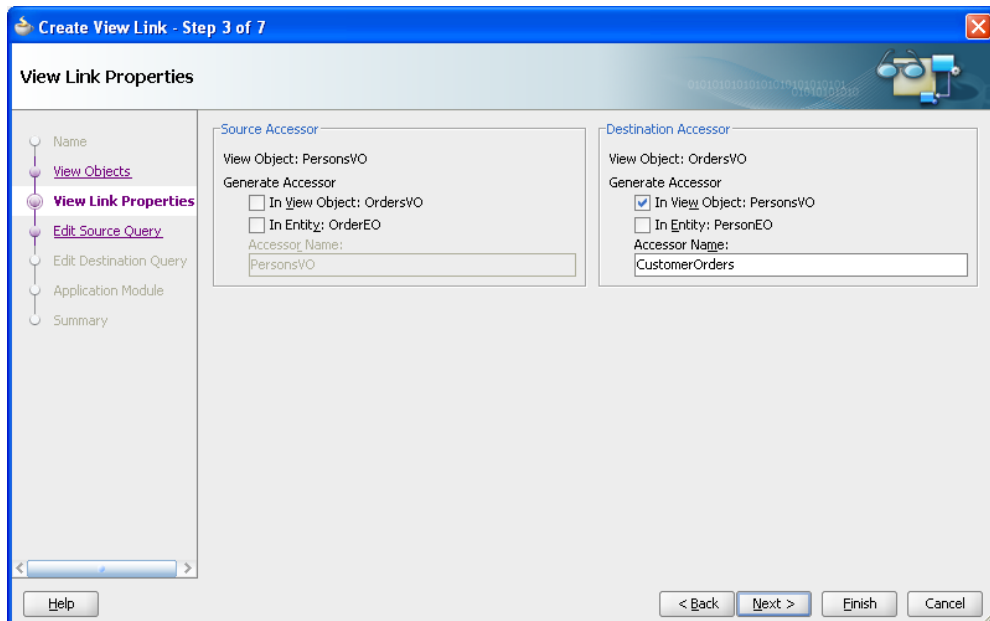 Create View Link - Step 3 of 7
View Link Properties
Name
View Objects
View Link Properties
Edit Source Query
Edit Destination Query
Application Module
Summary
Source Accessor
View Object: PersonsVO
Generate Accessor
In View Object: OrdersVO
In Entity: OrderEO
Accessor Name:
PersonsVO
Destination Accessor
View Object: OrdersVO
Generate Accessor
In View Object: PersonsVO
In Entity: PersonEO
Accessor Name:
CustomerOrders
Help
< Back
Next >
Finish
Cancel